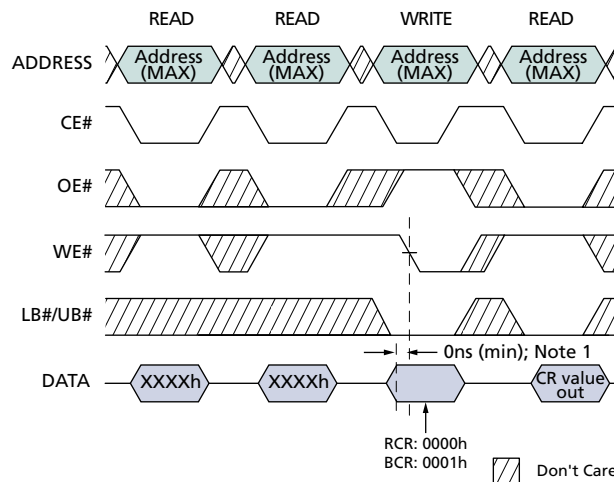 READ READ WRITE READ
ADDRESS Address (MAX) Address (MAX) Address (MAX) Address (MAX)
CE#
OE#
WE#
LB#/UB#
0ns (min); Note 1
DATA XXXXh XXXXh CR value out
RCR: 0000h
BCR: 0001h
Don't Care